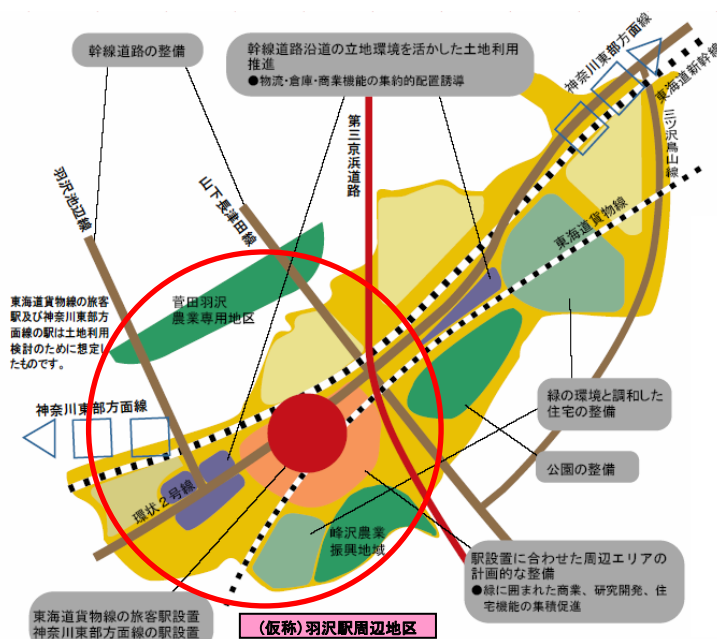 幹線道路の整備
幹線道路沿道の立地環境を活かした土地利用
推進
●物流・倉庫・商業機能の集約的配置誘導
神奈川東部方面線
東海道新幹線
三ツ沢鳥山線
第三京浜道路
羽沢池辺線
山下長津田線
東海道貨物線
菅田羽沢
農業専用地区
東海道貨物線の旅客
駅及び神奈川東部方
面線の駅は土地利用
検討のために想定し
たものです。
神奈川東部方面線
緑の環境と調和した
住宅の整備
公園の整備
環状2号線
峰沢農業
振興地域
駅設置に合わせた周辺エリアの
計画的な整備
●緑に囲まれた商業、研究開発、住
宅機能の集積促進
東海道貨物線の旅客駅設置
神奈川東部方面線の駅設置
(仮称)羽沢駅周辺地区